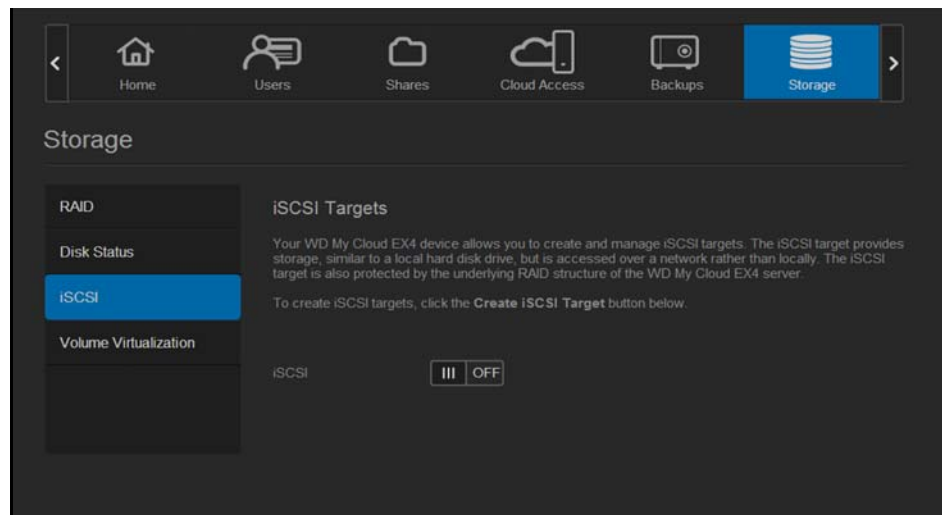 Home
Users
Shares
Cloud Access
Backups
Storage
Storage
RAID
Disk Status
iSCSI
Volume Virtualization
iSCSI Targets
Your WD My Cloud EX4 device allows you to create and manage iSCSI targets. The iSCSI target provides
storage, similar to a local hard disk drive, but is accessed over a network rather than locally. The iSCSI
target is also protected by the underlying RAID structure of the WD My Cloud EX4 server.
To create iSCSI targets, click the Create iSCSI Target button below.
iSCSI
OFF